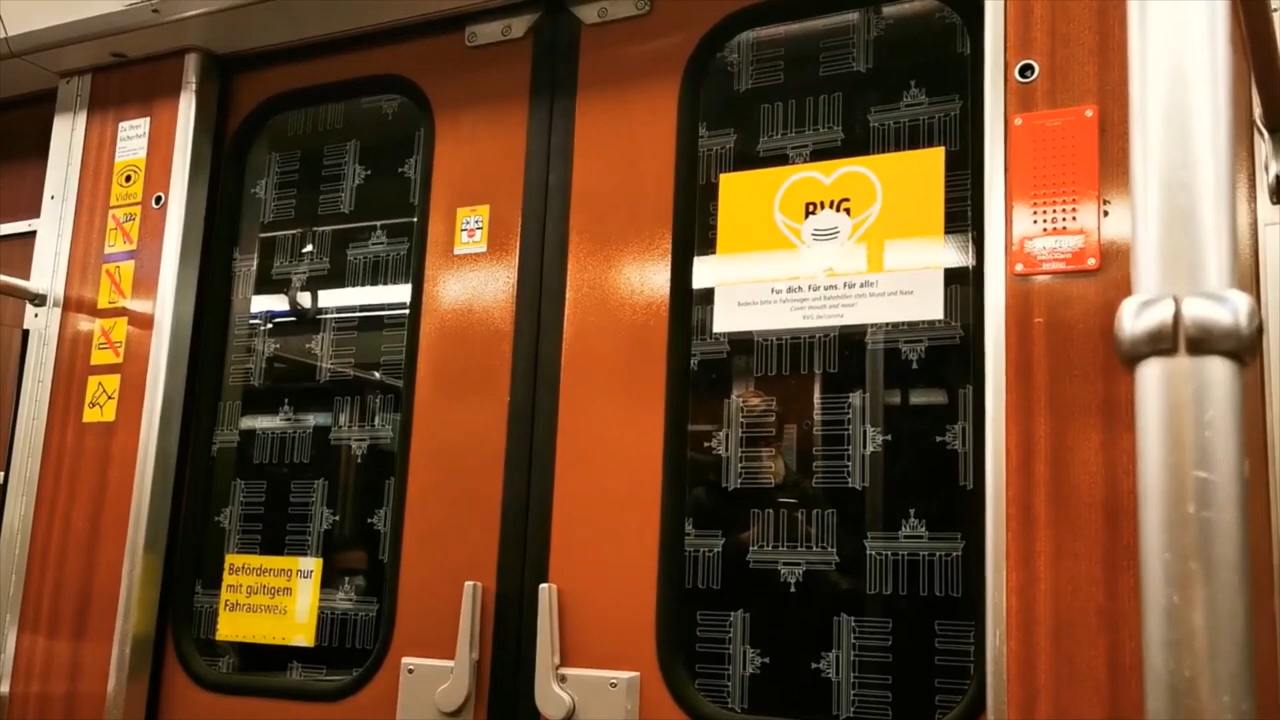 Zu Ihrer
Sicherheit
Video
BVG
Für dich. Für uns. Für alle!
Bedecke bitte in Fahrzeugen und Bahnhöfen stets Mund und Nase
Cover mouth and nose!
BVG.de/corona
Beförderung nur
mit gültigem
Fahrausweis